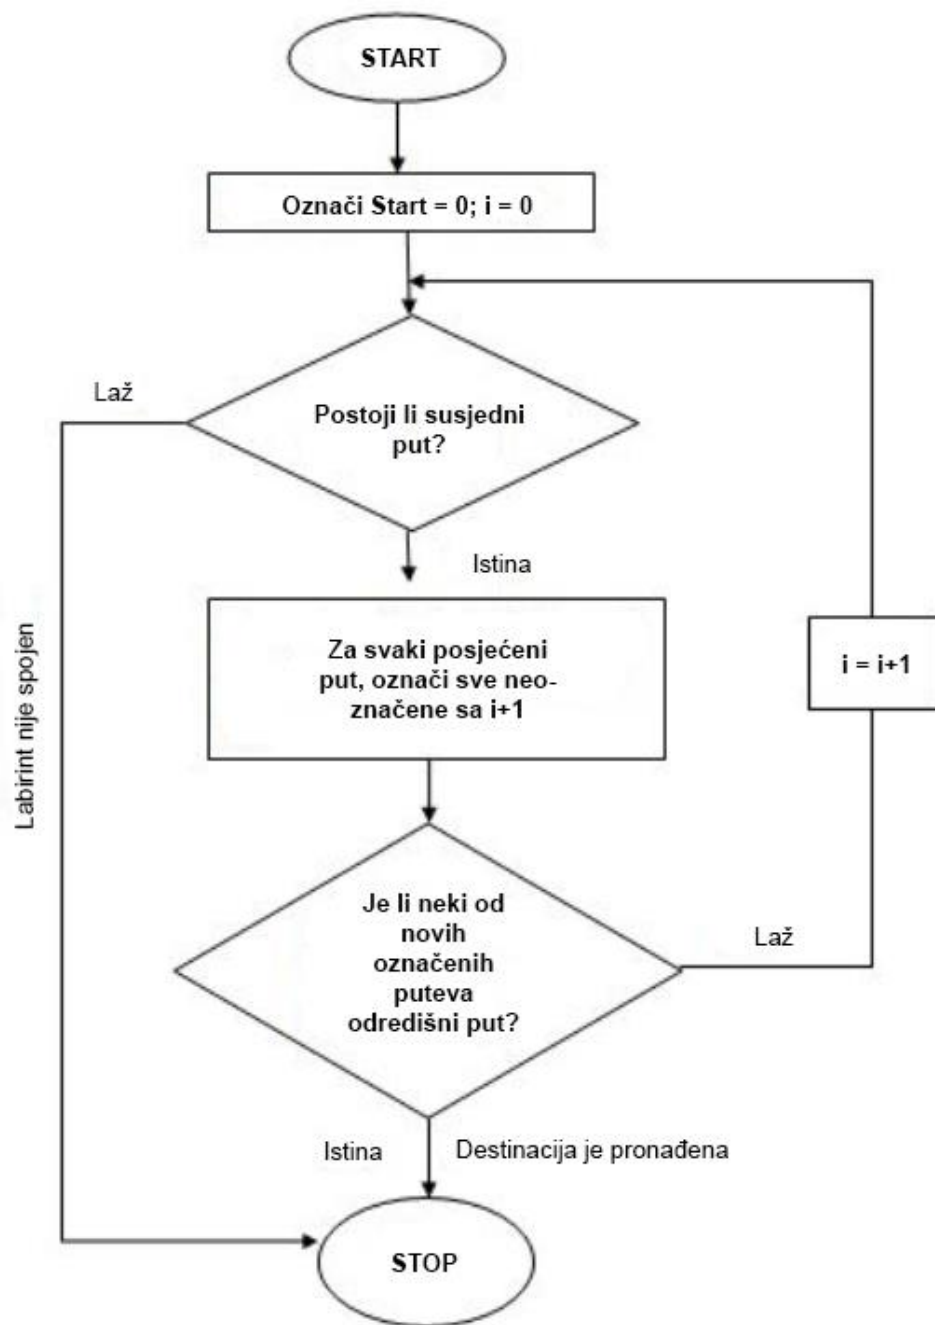 START
Označi Start = 0; i = 0
Laž
Postoji li susjedni
put?
Istina
Za svaki posjećeni
put, označi sve neo-
značene sa i+1
i = i+1
Labirint nije spojen
Je li neki od
novih
označenih
puteva
odredišni put?
Laž
Istina
Destinacija je pronađena
STOP